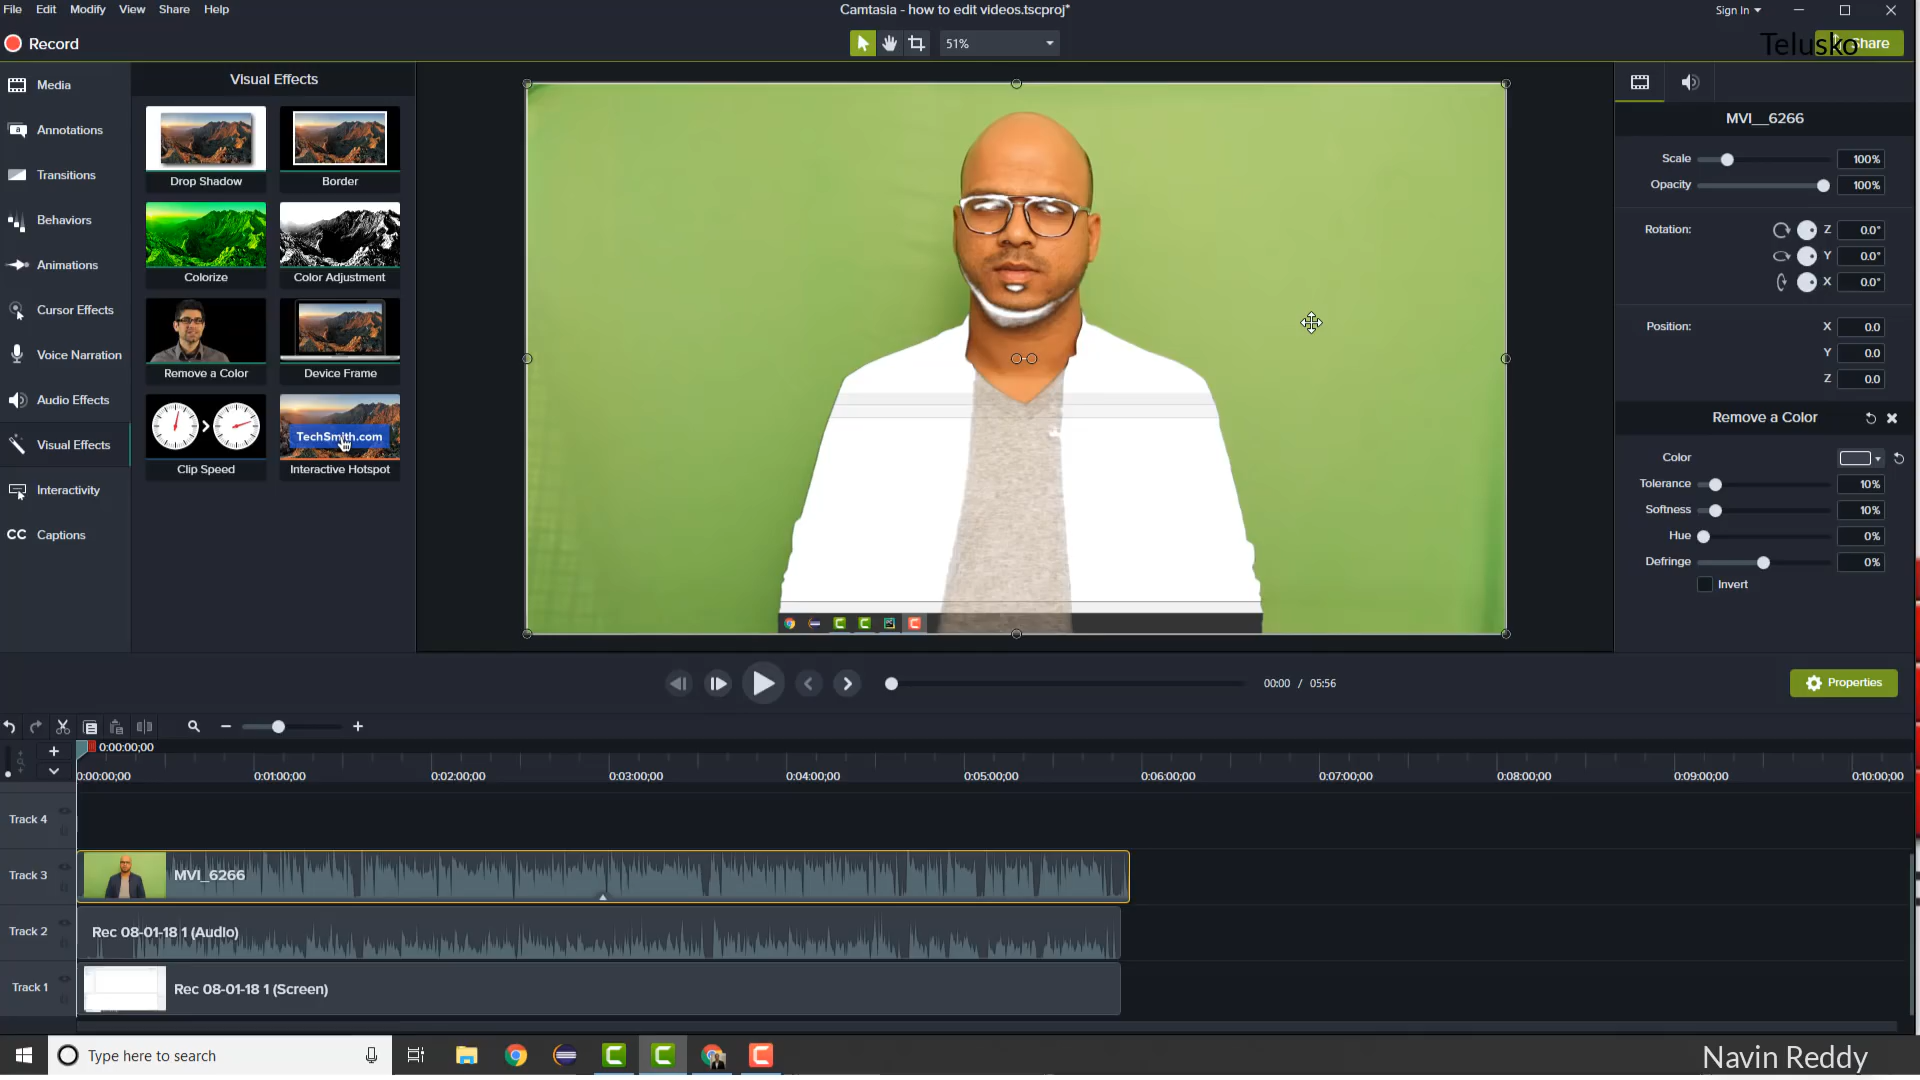 File Edit Modify View Share Help
Camtasia - how to edit videos.tscproj*
Sign In
Record
51%
Telusko
Share
Media
Annotations
Transitions
Behaviors
Animations
Cursor Effects
Voice Narration
Audio Effects
Visual Effects
Interactivity
CC Captions
Visual Effects
Drop Shadow Border
Colorize Color Adjustment
Remove a Color Device Frame
TechSmith.com
Clip Speed Interactive Hotspot
MVI__6266
Scale 100%
Opacity 100%
Rotation: Z 0.0°
Y 0.0°
X 0.0°
Position: X 0.0
Y 0.0
Z 0.0
Remove a Color
Color
Tolerance 10%
Softness 10%
Hue 0%
Defringe 0%
Invert
00:00 / 05:56
Properties
0:00:00;00
0:00:00;00 0:01:00;00 0:02:00;00 0:03:00;00 0:04:00;00 0:05:00;00 0:06:00;00 0:07:00;00 0:08:00;00 0:09:00;00 0:10:00;00
Track 4
Track 3 MVI_6266
Track 2 Rec 08-01-18 1 (Audio)
Track 1 Rec 08-01-18 1 (Screen)
Type here to search
Navin Reddy